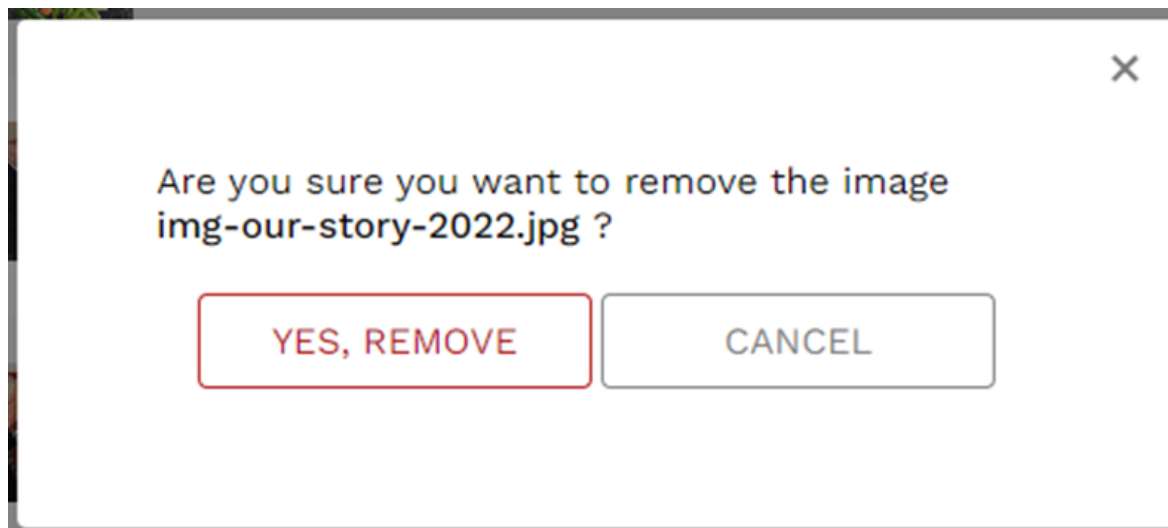 Are you sure you want to remove the image
img-our-story-2022.jpg ?
YES, REMOVE
CANCEL